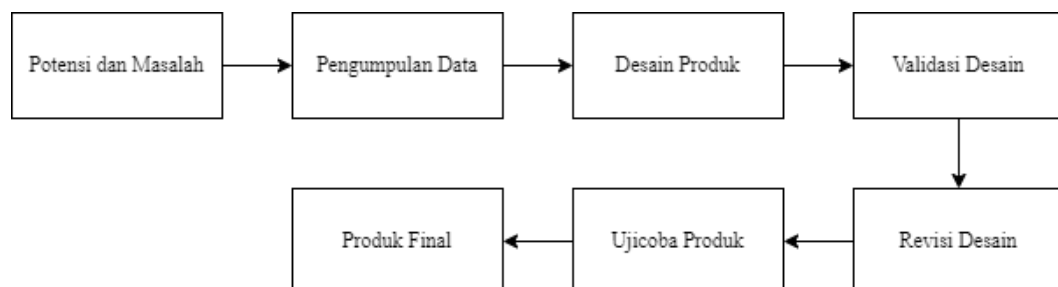 Potensi dan Masalah
Pengumpulan Data
Desain Produk
Validasi Desain
Revisi Desain
Ujicoba Produk
Produk Final